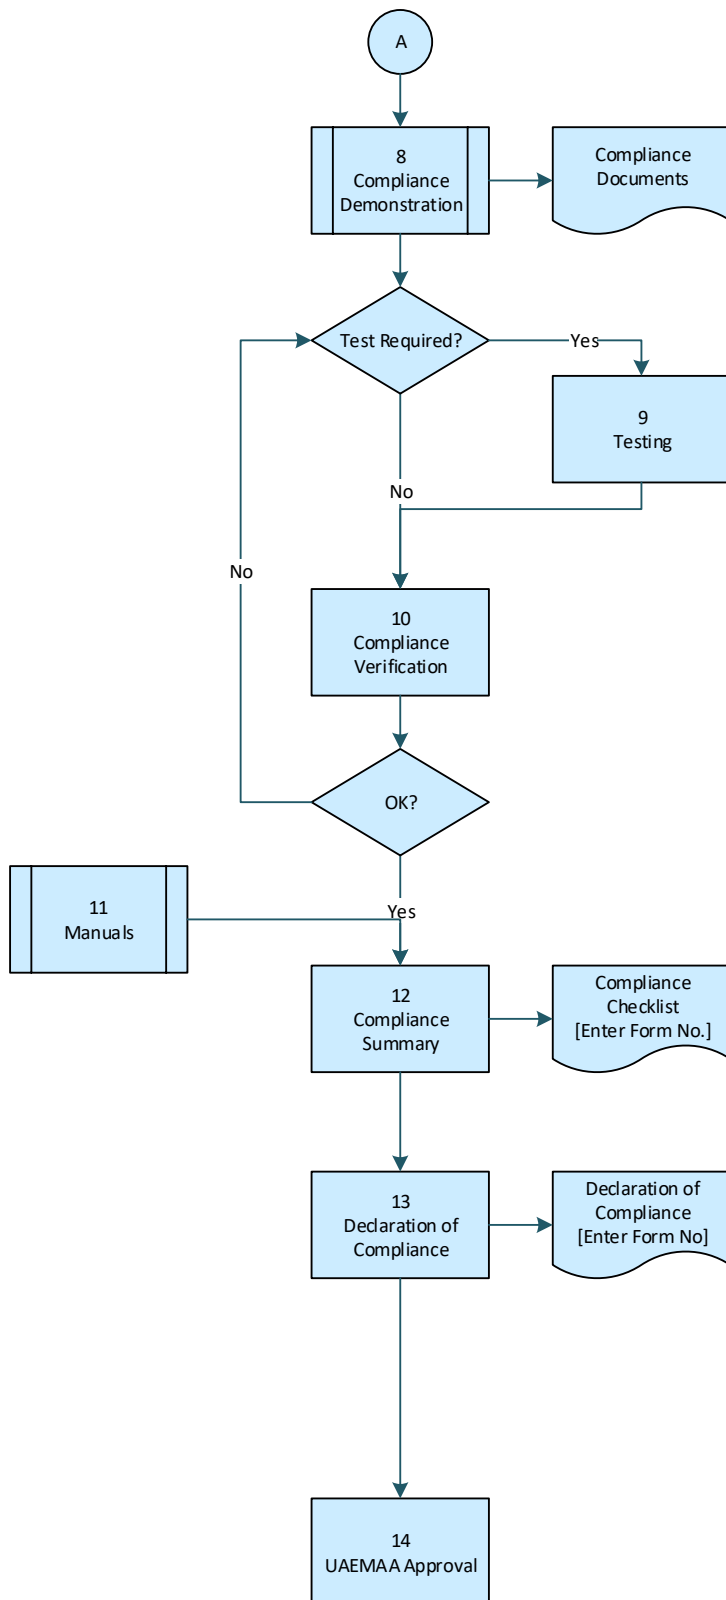 A
8
Compliance
Demonstration
Compliance
Documents
Test Required?
Yes
9
Testing
No
No
10
Compliance
Verification
OK?
11
Manuals
Yes
12
Compliance
Summary
Compliance
Checklist
[Enter Form No.]
13
Declaration of
Compliance
Declaration of
Compliance
[Enter Form No]
14
UAEMAA Approval